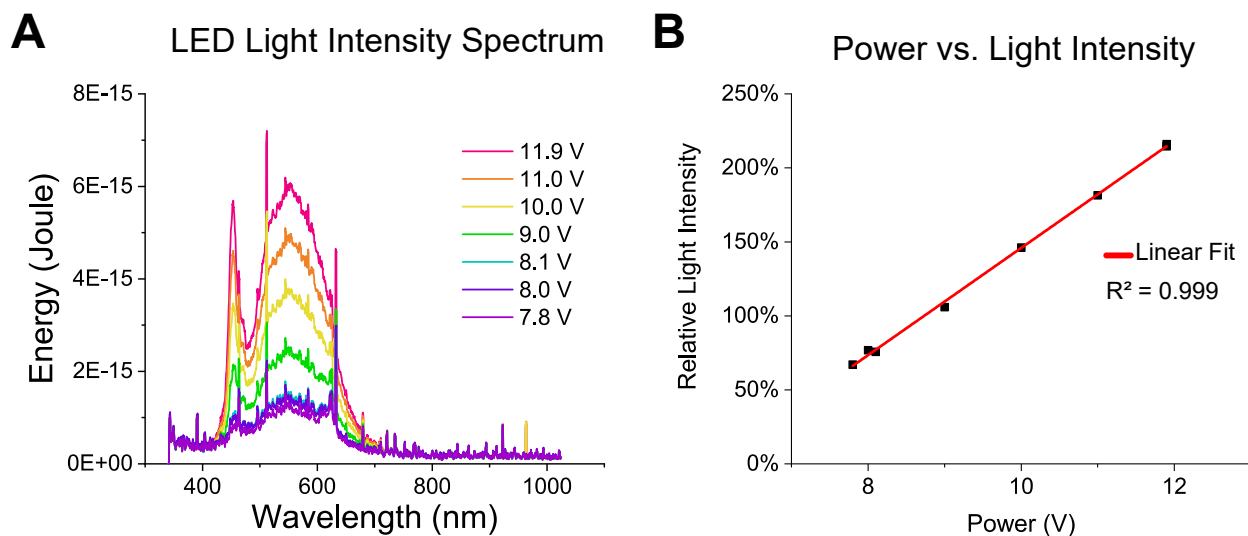 A
LED Light Intensity Spectrum
8E-15
6E-15
4E-15
2E-15
0E+00
Energy (Joule)
11.9 V
11.0 V
10.0 V
9.0 V
8.1 V
8.0 V
7.8 V
400
600
800
1000
Wavelength (nm)
B
Power vs. Light Intensity
250%
200%
150%
100%
50%
0%
Relative Light Intensity
Linear Fit
R² = 0.999
8
10
12
Power (V)